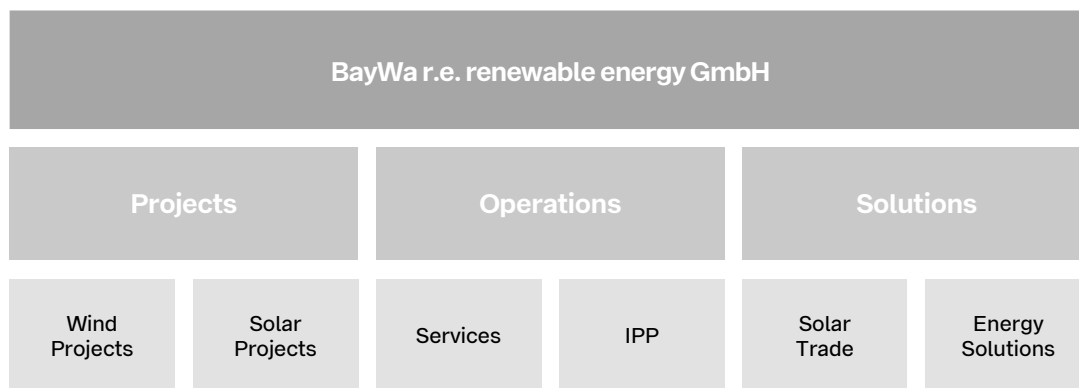 BayWa r.e. renewable energy GmbH
Projects
Operations
Solutions
Wind
Projects
Solar
Projects
Services
IPP
Solar
Trade
Energy
Solutions